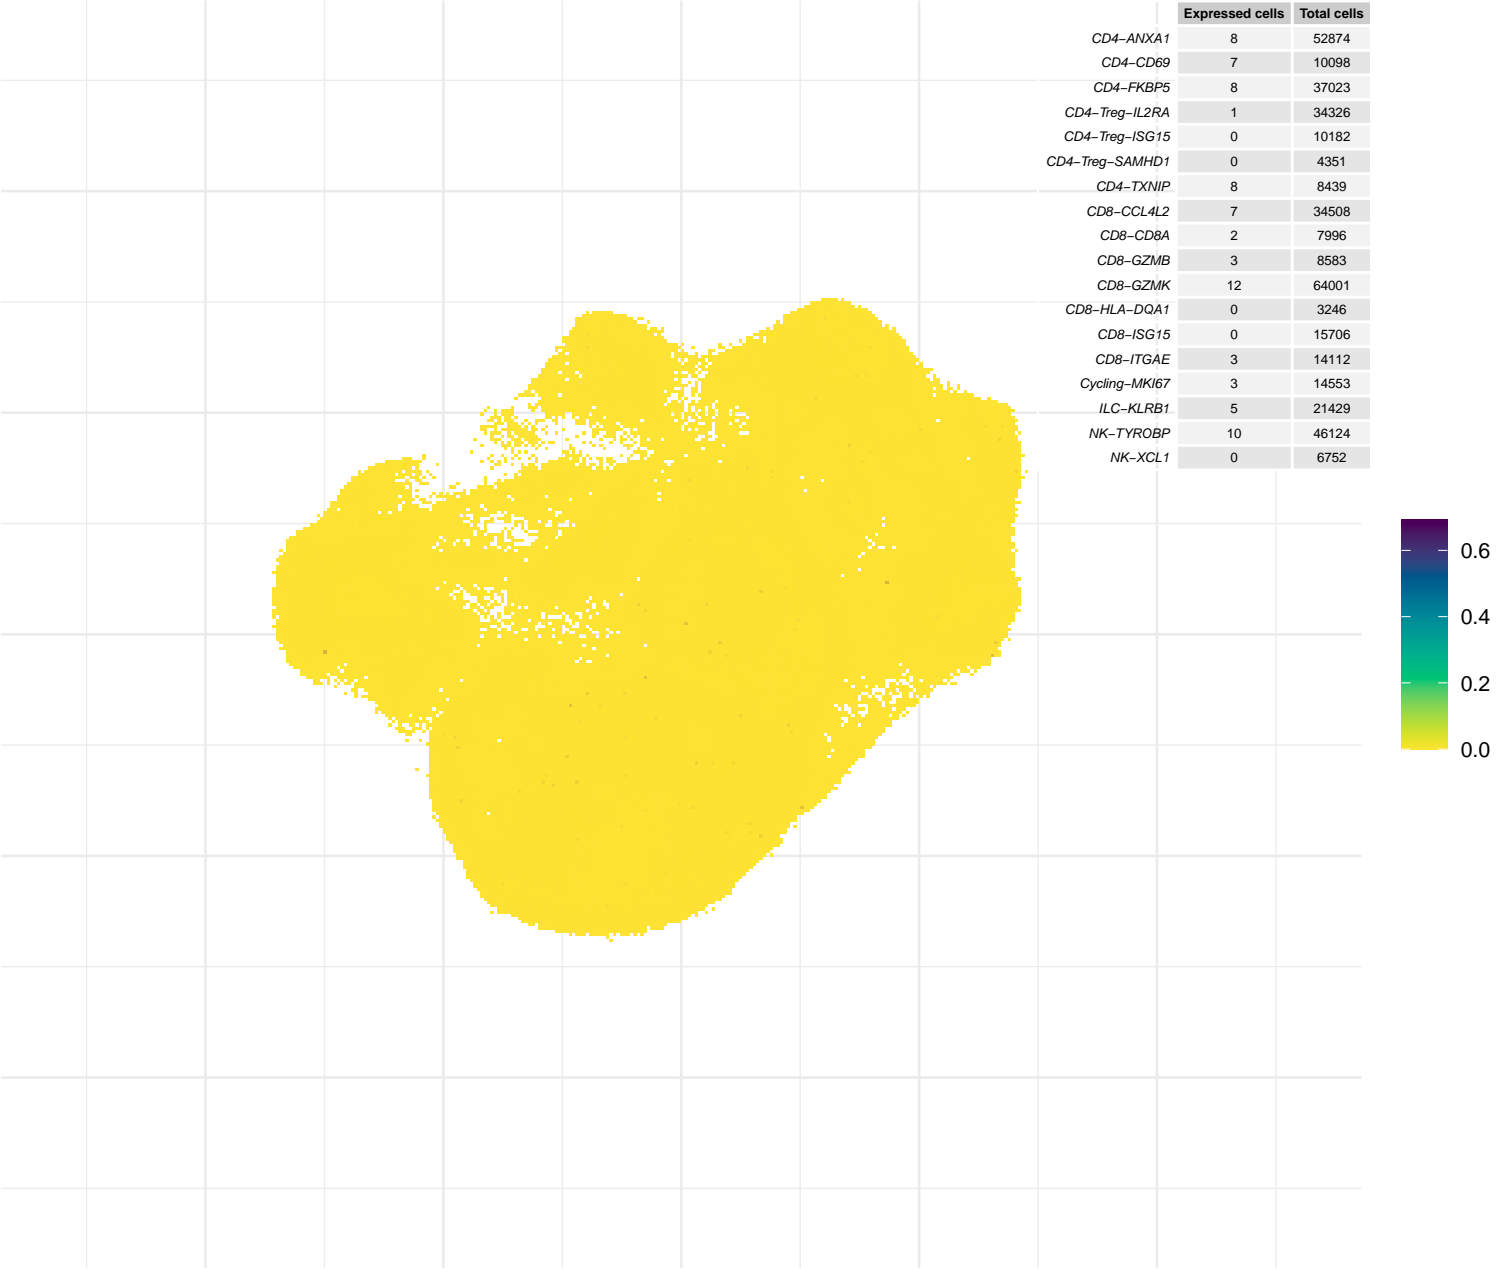 Expressed cells Total cells
CD4−ANXA1 8 52874
CD4−CD69 7 10098
CD4−FKBP5 8 37023
CD4−Treg−IL2RA 1 34326
CD4−Treg−ISG15 0 10182
CD4−Treg−SAMHD1 0 4351
CD4−TXNIP 8 8439
CD8−CCL4L2 7 34508
CD8−CD8A 2 7996
CD8−GZMB 3 8583
CD8−GZMK 12 64001
CD8−HLA−DQA1 0 3246
CD8−ISG15 0 15706
CD8−ITGAE 3 14112
Cycling−MKI67 3 14553
ILC−KLRB1 5 21429
NK−TYROBP 10 46124
NK−XCL1 0 6752
0.6
0.4
0.2
0.0